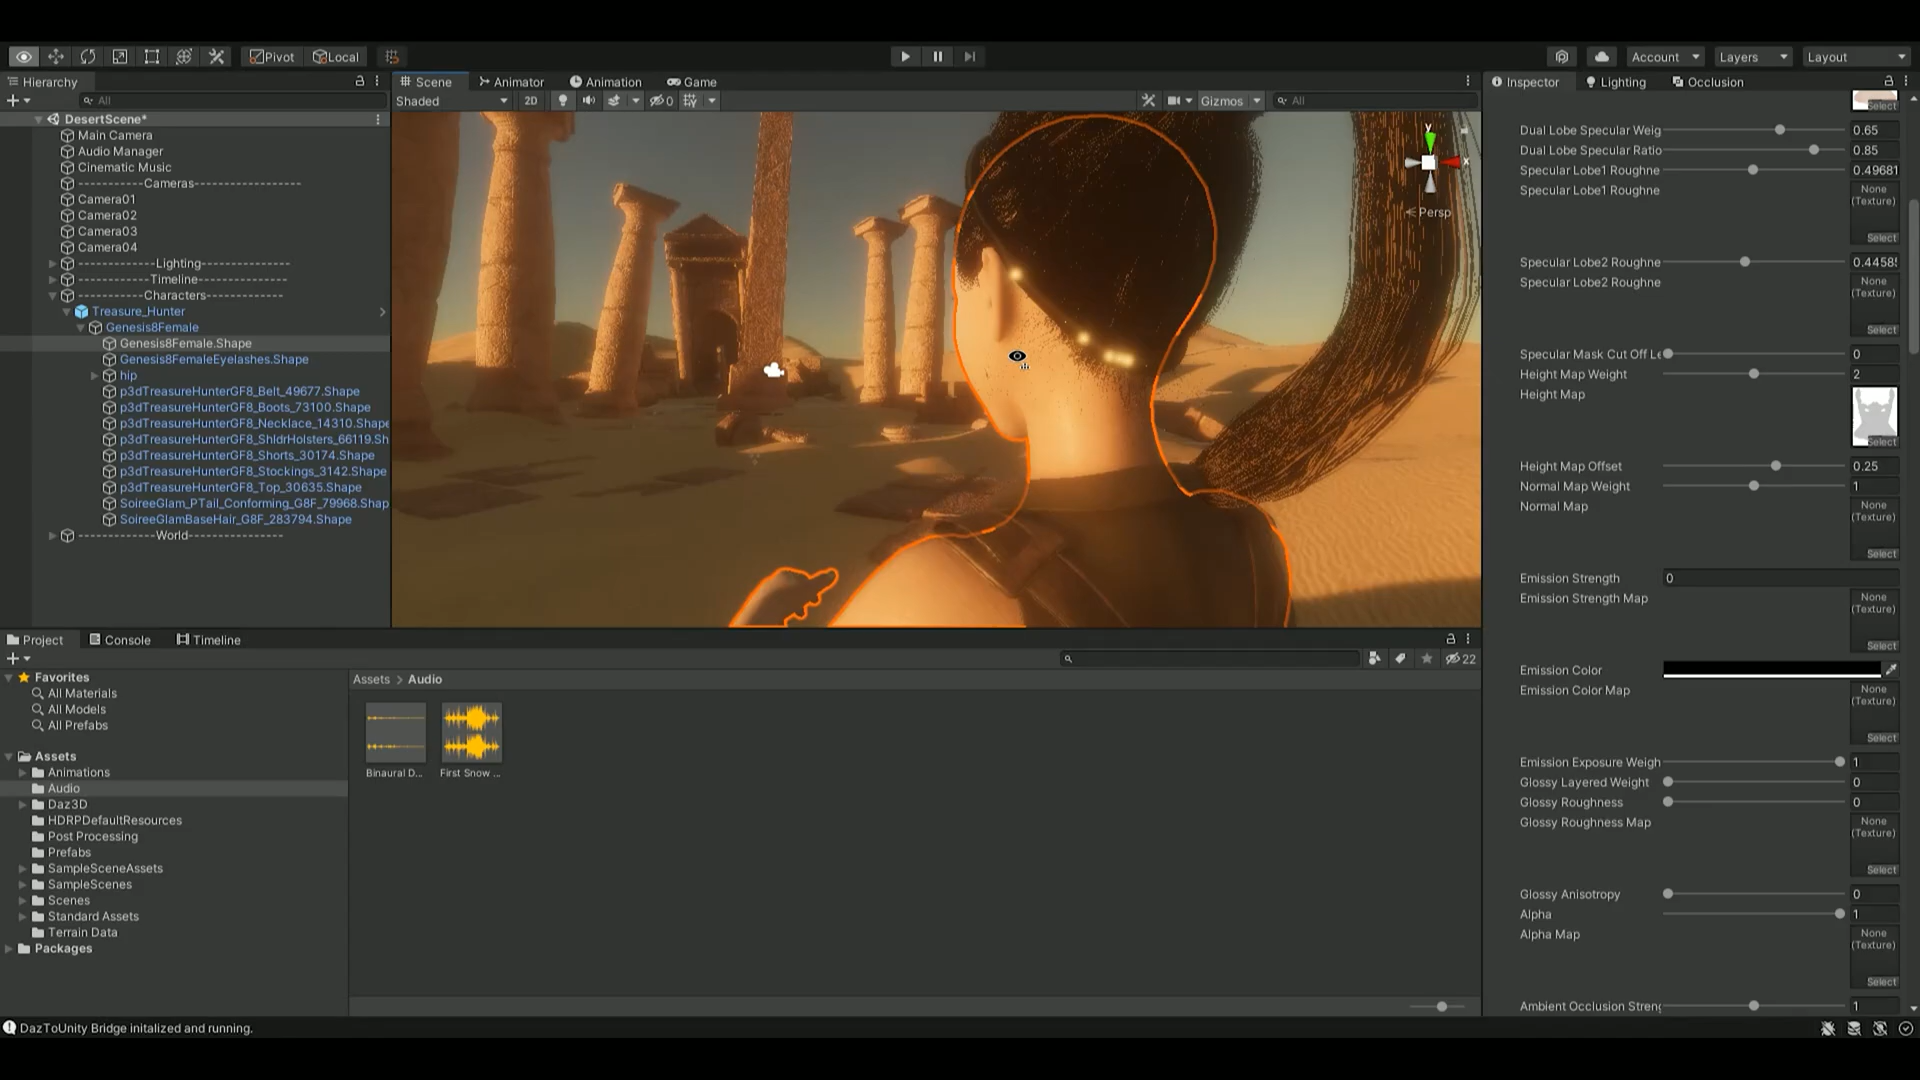 Pivot
Local
Account
Layers
Layout
Hierarchy
All
DesertScene*
Main Camera
Audio Manager
Cinematic Music
----------Cameras----------------
Camera01
Camera02
Camera03
Camera04
------------Lighting----------------
------------Timeline----------------
----------Characters--------------
Treasure_Hunter
Genesis8Female
Genesis8Female.Shape
Genesis8FemaleEyelashes.Shape
hip
p3dTreasureHunterGF8_Belt_49677.Shape
p3dTreasureHunterGF8_Boots_73100.Shape
p3dTreasureHunterGF8_Necklace_14310.Shape
p3dTreasureHunterGF8_ShldrHolsters_66119.Sh
p3dTreasureHunterGF8_Shorts_30174.Shape
p3dTreasureHunterGF8_Stockings_3142.Shape
p3dTreasureHunterGF8_Top_30635.Shape
SoireeGlam_PTail_Conforming_G8F_79968.Shap
SoireeGlamBaseHair_G8F_283794.Shape
------------World----------------
Scene
Animator
Animation
Game
Shaded
2D
0
Gizmos
All
y
x
Persp
Inspector
Lighting
Occlusion
Select
Dual Lobe Specular Weig
0.65
Dual Lobe Specular Ratio
0.85
Specular Lobe1 Roughne
0.49681
Specular Lobe1 Roughne
None
(Texture)
Select
Specular Lobe2 Roughne
0.4458
Specular Lobe2 Roughne
None
(Texture)
Select
Specular Mask Cut Off Le
0
Height Map Weight
2
Height Map
Select
Height Map Offset
0.25
Normal Map Weight
1
Normal Map
None
(Texture)
Select
Emission Strength
0
Emission Strength Map
None
(Texture)
Select
Emission Color
Emission Color Map
None
(Texture)
Select
Emission Exposure Weigh
1
Glossy Layered Weight
0
Glossy Roughness
0
Glossy Roughness Map
None
(Texture)
Select
Glossy Anisotropy
0
Alpha
1
Alpha Map
None
(Texture)
Select
Ambient Occlusion Streng
1
Project
Console
Timeline
22
Favorites
All Materials
All Models
All Prefabs
Assets
Animations
Audio
Daz3D
HDRPDefaultResources
Post Processing
Prefabs
SampleSceneAssets
SampleScenes
Scenes
Standard Assets
Terrain Data
Packages
Assets > Audio
Binaural D...
First Snow ...
DazToUnity Bridge initalized and running.